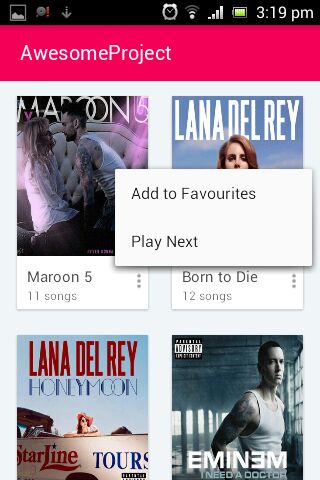 3:19 pm
AwesomeProject
MAROON 5
LANA DEL REY
Add to Favourites
Play Next
Maroon 5
11 songs
Born to Die
12 songs
LANA DEL REY
HONEYMOON
StarLine TOURS
PARENTAL
ADVISORY
EXPLICIT CONTENT
EMINEM
I NEED A DOCTOR